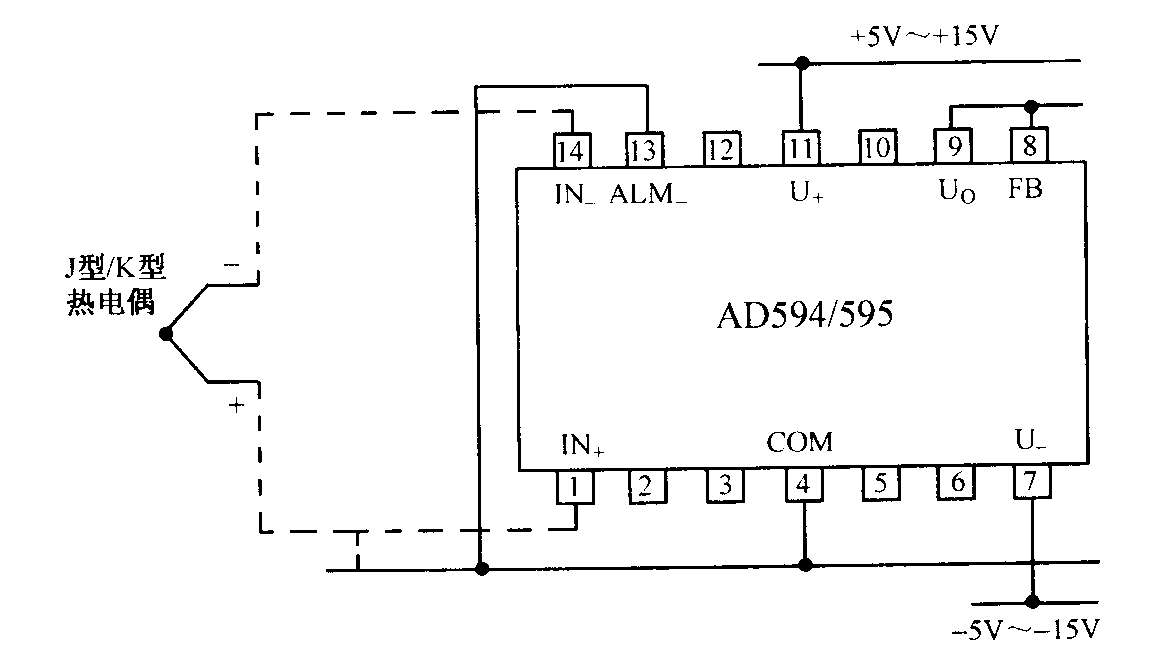 +5V～+15V
14 13 12 11 10 9 8
IN₋ ALM₋ U₊ U₀ FB
J型/K型
热电偶
−
+
AD594/595
IN₊ COM U₋
1 2 3 4 5 6 7
−5V～−15V